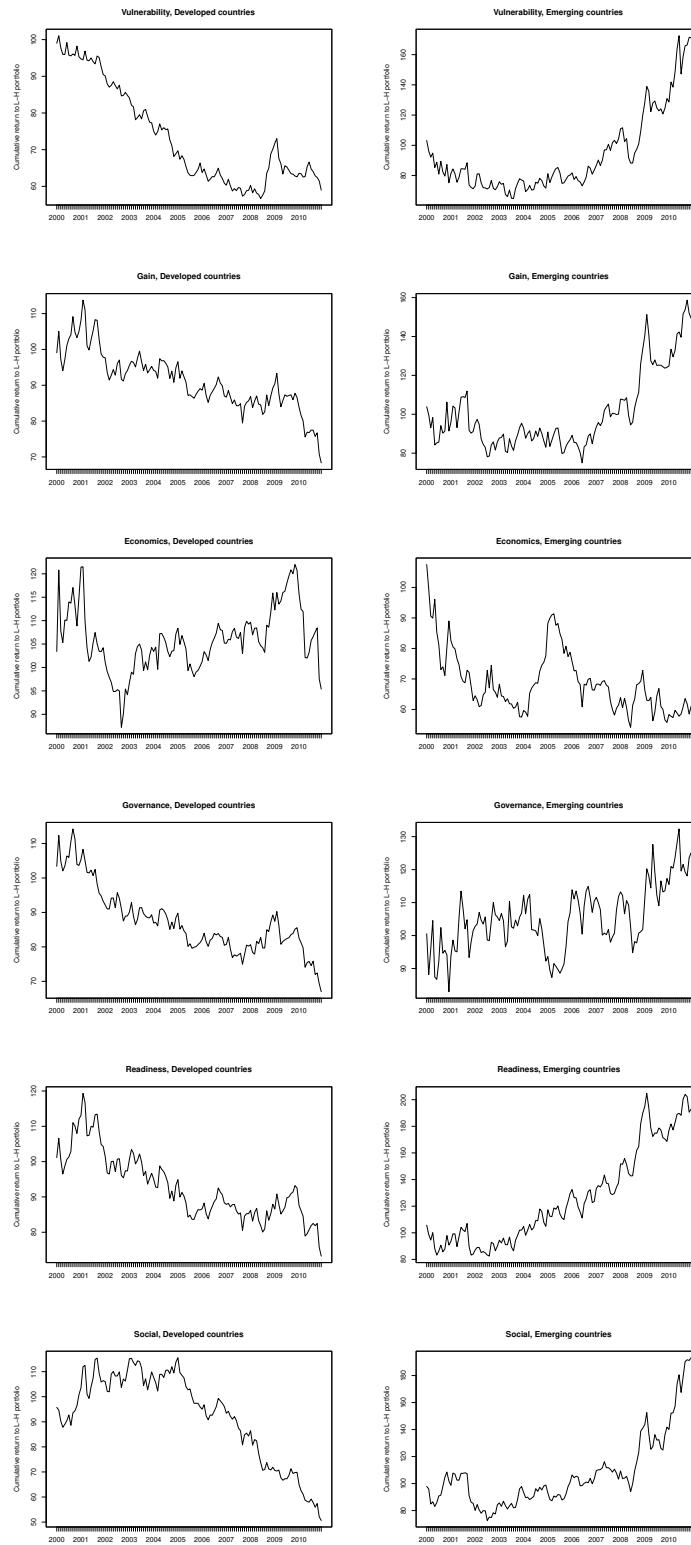 Vulnerability, Developed countries
Cumulative return to L−H portfolio
60 70 80 90 100
2000 2001 2002 2003 2004 2005 2006 2007 2008 2009 2010
Vulnerability, Emerging countries
Cumulative return to L−H portfolio
80 100 120 140 160
2000 2001 2002 2003 2004 2005 2006 2007 2008 2009 2010
Gain, Developed countries
Cumulative return to L−H portfolio
70 80 90 100 110
2000 2001 2002 2003 2004 2005 2006 2007 2008 2009 2010
Gain, Emerging countries
Cumulative return to L−H portfolio
80 100 120 140 160
2000 2001 2002 2003 2004 2005 2006 2007 2008 2009 2010
Economics, Developed countries
Cumulative return to L−H portfolio
90 95 100 105 110 115 120
2000 2001 2002 2003 2004 2005 2006 2007 2008 2009 2010
Economics, Emerging countries
Cumulative return to L−H portfolio
60 70 80 90 100
2000 2001 2002 2003 2004 2005 2006 2007 2008 2009 2010
Governance, Developed countries
Cumulative return to L−H portfolio
70 80 90 100 110
2000 2001 2002 2003 2004 2005 2006 2007 2008 2009 2010
Governance, Emerging countries
Cumulative return to L−H portfolio
90 100 110 120 130
2000 2001 2002 2003 2004 2005 2006 2007 2008 2009 2010
Readiness, Developed countries
Cumulative return to L−H portfolio
80 90 100 110 120
2000 2001 2002 2003 2004 2005 2006 2007 2008 2009 2010
Readiness, Emerging countries
Cumulative return to L−H portfolio
80 100 120 140 160 180 200
2000 2001 2002 2003 2004 2005 2006 2007 2008 2009 2010
Social, Developed countries
Cumulative return to L−H portfolio
50 60 70 80 90 100 110
2000 2001 2002 2003 2004 2005 2006 2007 2008 2009 2010
Social, Emerging countries
Cumulative return to L−H portfolio
80 100 120 140 160 180
2000 2001 2002 2003 2004 2005 2006 2007 2008 2009 2010